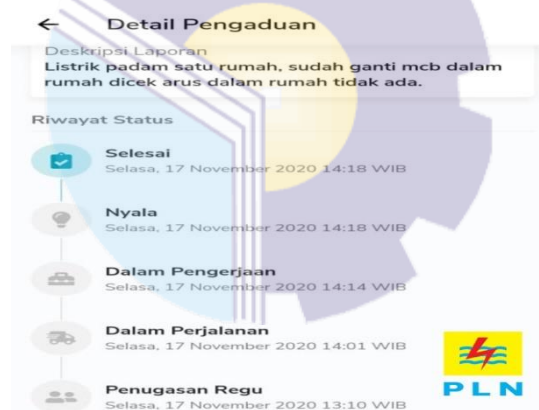 Detail Pengaduan
Deskripsi Laporan
Listrik padam satu rumah, sudah ganti mcb dalam
rumah dicek arus dalam rumah tidak ada.
Riwayat Status
Selesai
Selasa, 17 November 2020 14:18 WIB
Nyala
Selasa, 17 November 2020 14:18 WIB
Dalam Pengerjaan
Selasa, 17 November 2020 14:14 WIB
Dalam Perjalanan
Selasa, 17 November 2020 14:01 WIB
Penugasan Regu
Selasa, 17 November 2020 13:10 WIB
PLN